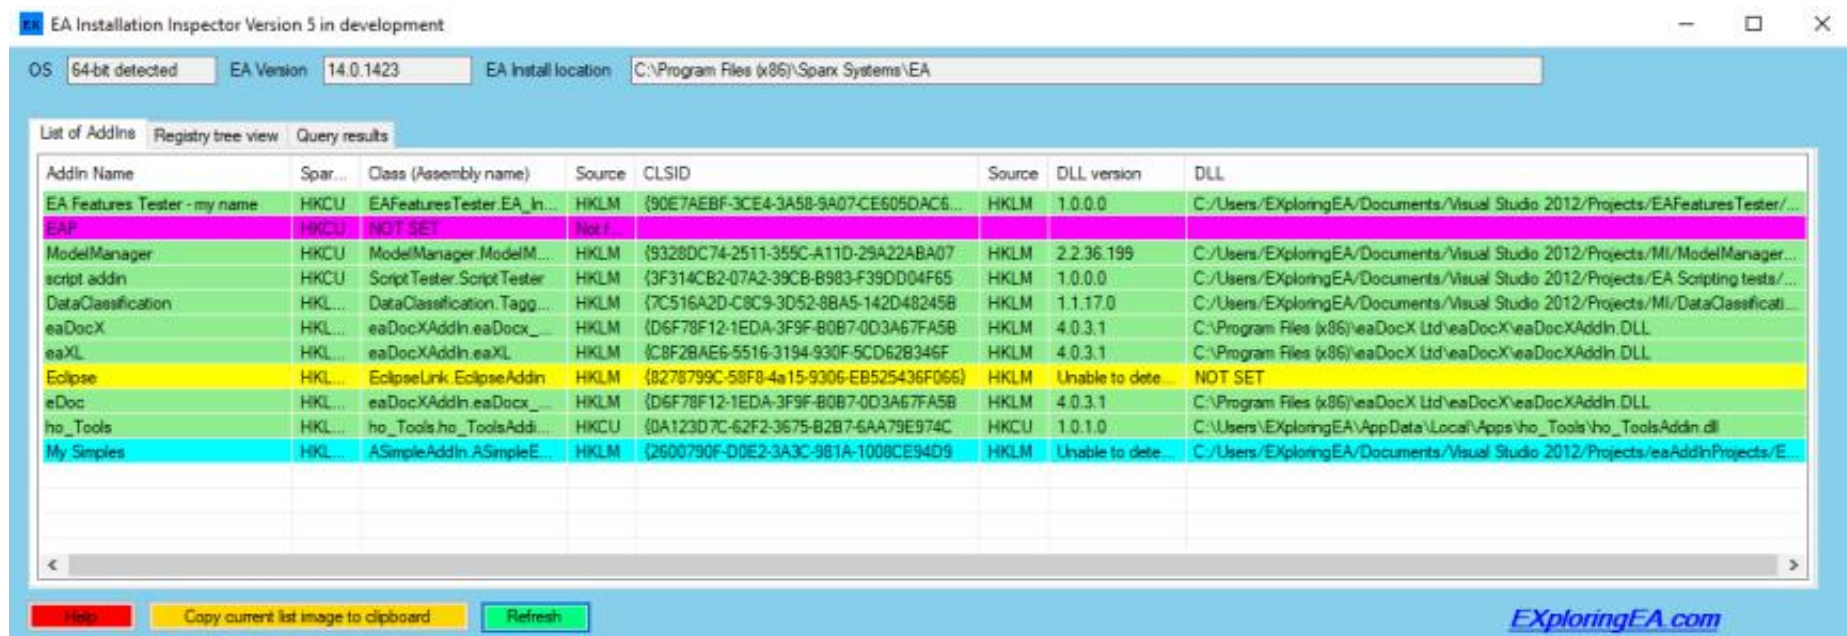 EX EA Installation Inspector Version 5 in development
OS 64-bit detected EA Version 14.0.1423 EA Install location C:\Program Files (x86)\Sparx Systems\EA
List of AddIns Registry tree view Query results
AddIn Name Spar... Class (Assembly name) Source CLSID Source DLL version DLL
EA Features Tester - my name HKCU EAFeaturesTester.EA_In... HKLM {90E7AEBF-3CE4-3A58-9A07-CE605DAC6... HKLM 1.0.0.0 C:/Users/EXploringEA/Documents/Visual Studio 2012/Projects/EAFeaturesTester/...
EAP HKCU NOT SET Not f...
ModelManager HKCU ModelManager.ModelM... HKLM {9328DC74-2511-355C-A11D-29A22ABA07 HKLM 2.2.36.199 C:/Users/EXploringEA/Documents/Visual Studio 2012/Projects/MI/ModelManager...
script addin HKCU ScriptTester.ScriptTester HKLM {3F314CB2-07A2-39CB-B983-F39DD04F65 HKLM 1.0.0.0 C:/Users/EXploringEA/Documents/Visual Studio 2012/Projects/EA Scripting tests/...
DataClassification HKL... DataClassification.Tagg... HKLM {7C516A2D-C8C9-3D52-8BA5-142D48245B HKLM 1.1.17.0 C:/Users/EXploringEA/Documents/Visual Studio 2012/Projects/MI/DataClassificati...
eaDocX HKL... eaDocXAddIn.eaDocx_... HKLM {D6F78F12-1EDA-3F9F-B0B7-0D3A67FA5B HKLM 4.0.3.1 C:\Program Files (x86)\eaDocX Ltd\eaDocX\eaDocXAddIn.DLL
eaXL HKL... eaDocXAddIn.eaXL HKLM {C8F2BAE6-5516-3194-930F-5CD62B346F HKLM 4.0.3.1 C:\Program Files (x86)\eaDocX Ltd\eaDocX\eaDocXAddIn.DLL
Eclipse HKL... EclipseLink.EclipseAddin HKLM {8278799C-58F8-4a15-9306-EB525436F066} HKLM Unable to dete... NOT SET
eDoc HKL... eaDocXAddIn.eaDocx_... HKLM {D6F78F12-1EDA-3F9F-B0B7-0D3A67FA5B HKLM 4.0.3.1 C:\Program Files (x86)\eaDocX Ltd\eaDocX\eaDocXAddIn.DLL
ho_Tools HKL... ho_Tools.ho_ToolsAddi... HKCU {0A123D7C-62F2-3675-B2B7-6AA79E974C HKCU 1.0.1.0 C:\Users\EXploringEA\AppData\Local\Apps\ho_Tools\ho_ToolsAddin.dll
My Simples HKL... ASimpleAddIn.ASimpleE... HKLM {2600790F-D0E2-3A3C-981A-1008CE94D9 HKLM Unable to dete... C:/Users/EXploringEA/Documents/Visual Studio 2012/Projects/eaAddInProjects/E...
Help Copy current list image to clipboard Refresh EXploringEA.com